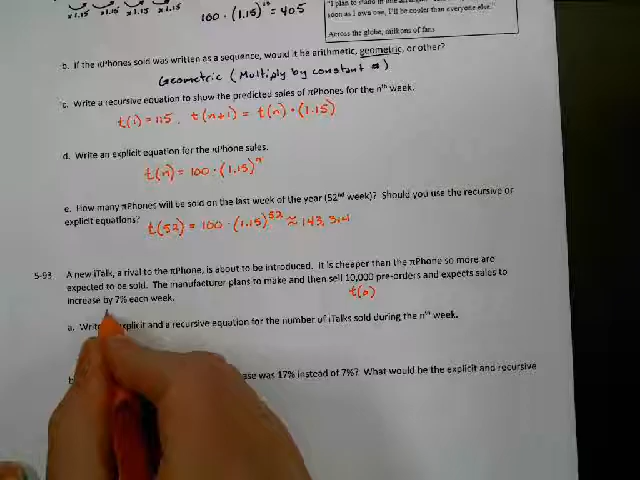 x1.15 x1.15 x1.15 x1.15
100·(1.15)
= 405
"I plan to stand in line
soon as I own one, I'll be cooler than everyone else."
Across the globe, millions of fans
b. If the πPhones sold was written as a sequence, would it be arithmetic, geometric, or other?
Geometric (Multiply by constant #)
c. Write a recursive equation to show the predicted sales of πPhones for the nth week.
t(1) = 115, t(n+1) = t(n)·(1.15)
d. Write an explicit equation for the πPhone sales.
t(n) = 100·(1.15)^n
e. How many πPhones will be sold on the last week of the year (52nd week)? Should you use the recursive or
explicit equations?
t(52) = 100·(1.15)^52 ≈ 143,314
5-93 A new iTalk, a rival to the πPhone, is about to be introduced. It is cheaper than the πPhone so more are
expected to be sold. The manufacturer plans to make and then sell 10,000 pre-orders and expects sales to
increase by 7% each week.
t(0)
a. Write explicit and a recursive equation for the number of iTalks sold during the nth week.
was 17% instead of 7%? What would be the explicit and recursive